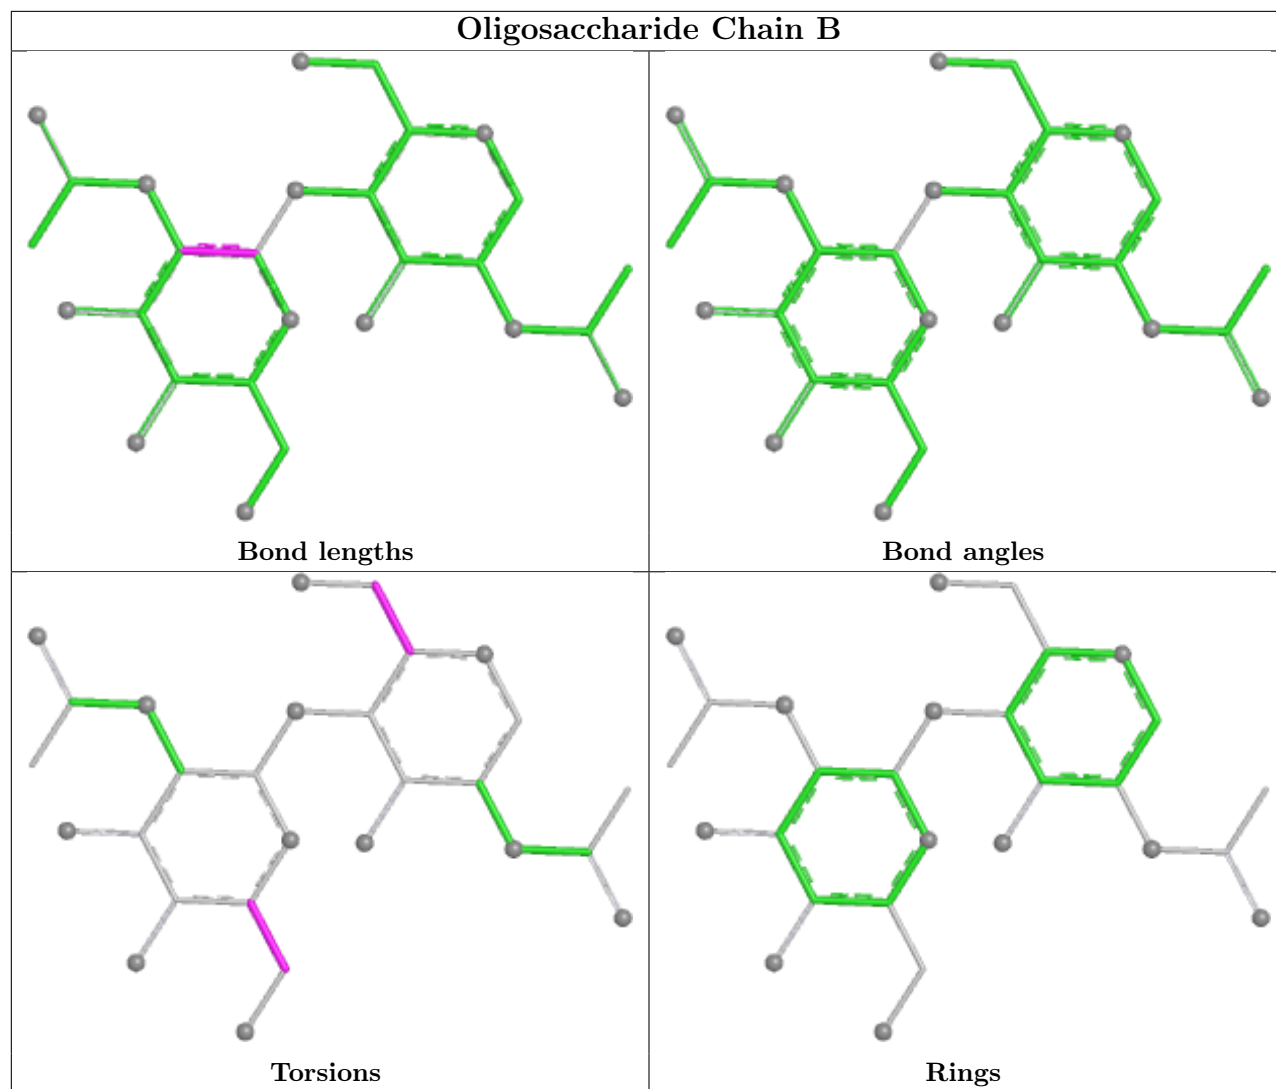 Oligosaccharide Chain B
Bond lengths
Bond angles
Torsions
Rings